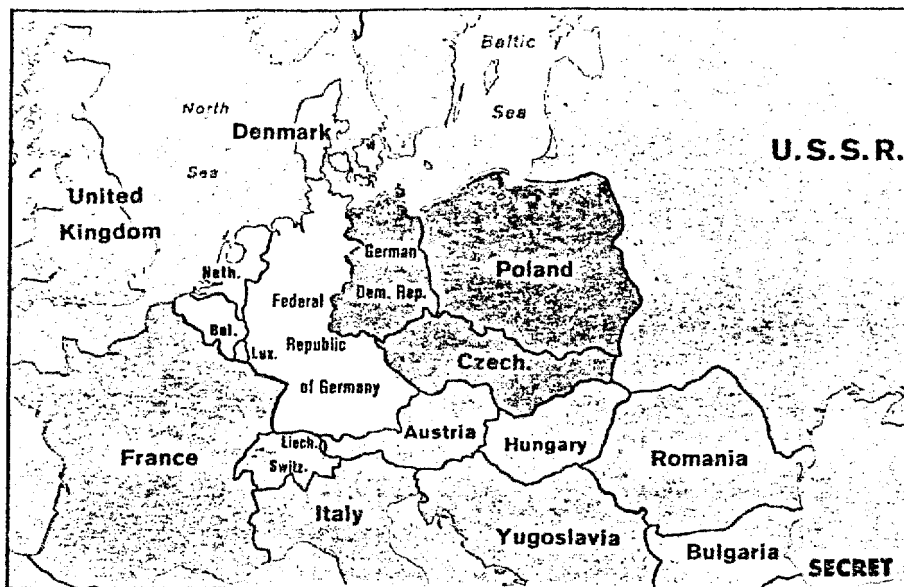 Baltic
Sea
North
Sea
Denmark
U.S.S.R.
United
Kingdom
Neth.
German
Dem. Rep.
Poland
Federal
Republic
of Germany
Bel.
Lux.
Czech.
France
Liech.
Switz.
Austria
Hungary
Romania
Italy
Yugoslavia
Bulgaria
SECRET